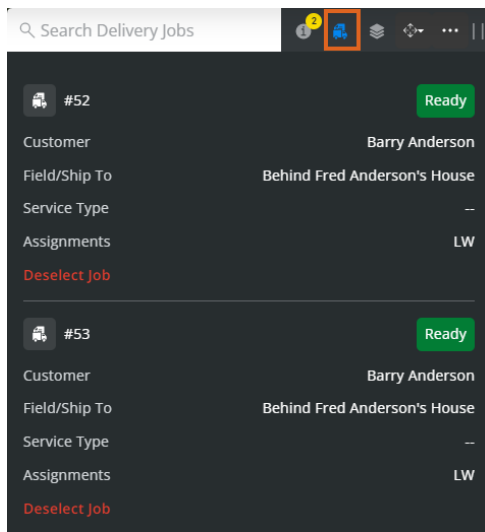 Search Delivery Jobs
2
#52 Ready
Customer Barry Anderson
Field/Ship To Behind Fred Anderson's House
Service Type --
Assignments LW
Deselect Job
#53 Ready
Customer Barry Anderson
Field/Ship To Behind Fred Anderson's House
Service Type --
Assignments LW
Deselect Job